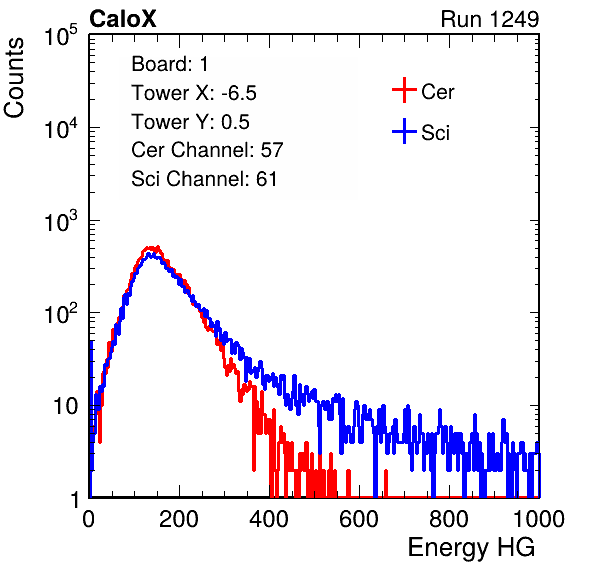 CaloX Run 1249
Counts
10^5
10^4
10^3
10^2
10
1
Board: 1
Tower X: -6.5
Tower Y: 0.5
Cer Channel: 57
Sci Channel: 61
Cer
Sci
0 200 400 600 800 1000
Energy HG